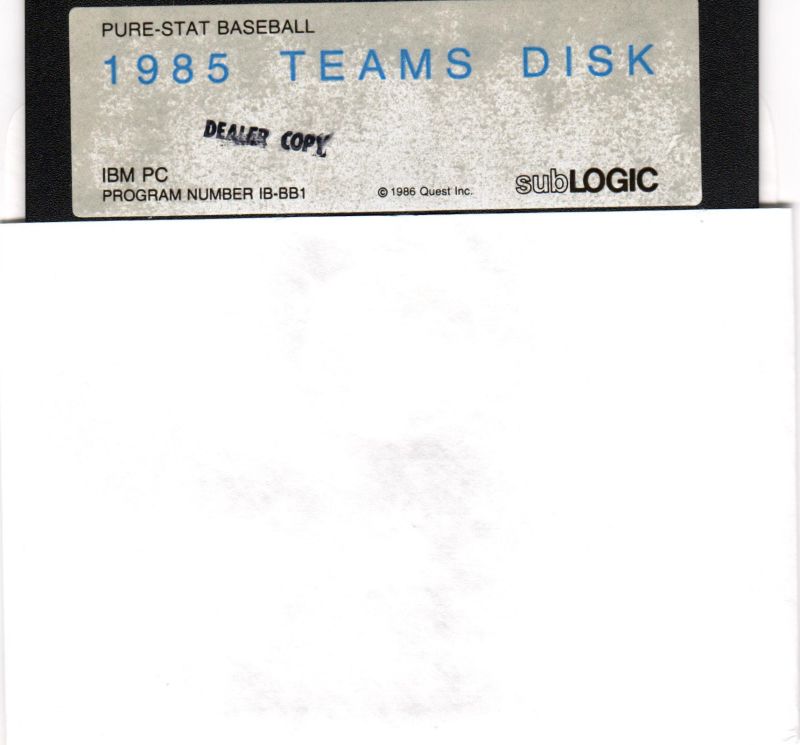 PURE-STAT BASEBALL
1985 TEAMS DISK
DEALER COPY
IBM PC
PROGRAM NUMBER IB-BB1
© 1986 Quest Inc.
subLOGIC